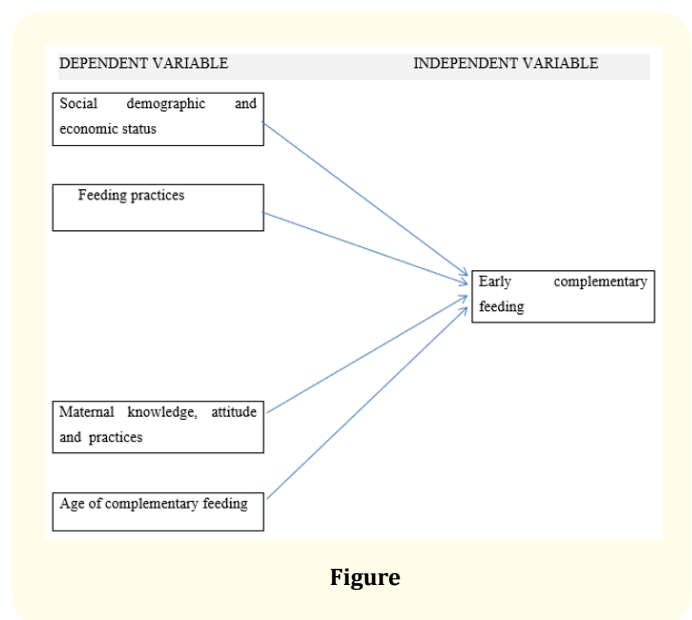 DEPENDENT VARIABLE
INDEPENDENT VARIABLE
Social demographic and
economic status
Feeding practices
Early complementary
feeding
Maternal knowledge, attitude
and practices
Age of complementary feeding
Figure